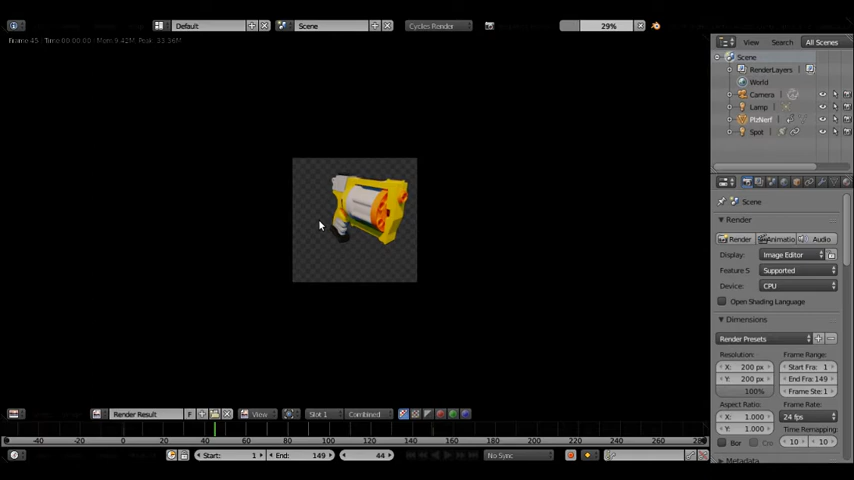 Default
Scene
Cycles Render
29%
Frame:45 | Time:00:00.00 | Mem:9.42M, Peak: 33.36M
View Search All Scenes
Scene
RenderLayers
World
Camera
Lamp
PlzNerf
Spot
Scene
Render
Render Animatio Audio
Display: Image Editor
Feature S Supported
Device: CPU
Open Shading Language
Dimensions
Render Presets
Resolution: Frame Range:
X: 200 px Start Fra: 1
Y: 200 px End Fra: 149
100% Frame Ste: 1
Aspect Ratio: Frame Rate:
X: 1.000 24 fps
Y: 1.000 Time Remapping:
Bor Cro 10 10
Metadata
Render Result F View Slot 1 Combined
-40 -20 0 20 40 60 80 100 120 140 160 180 200 220 240 260 280
Start: 1 End: 149 44 No Sync